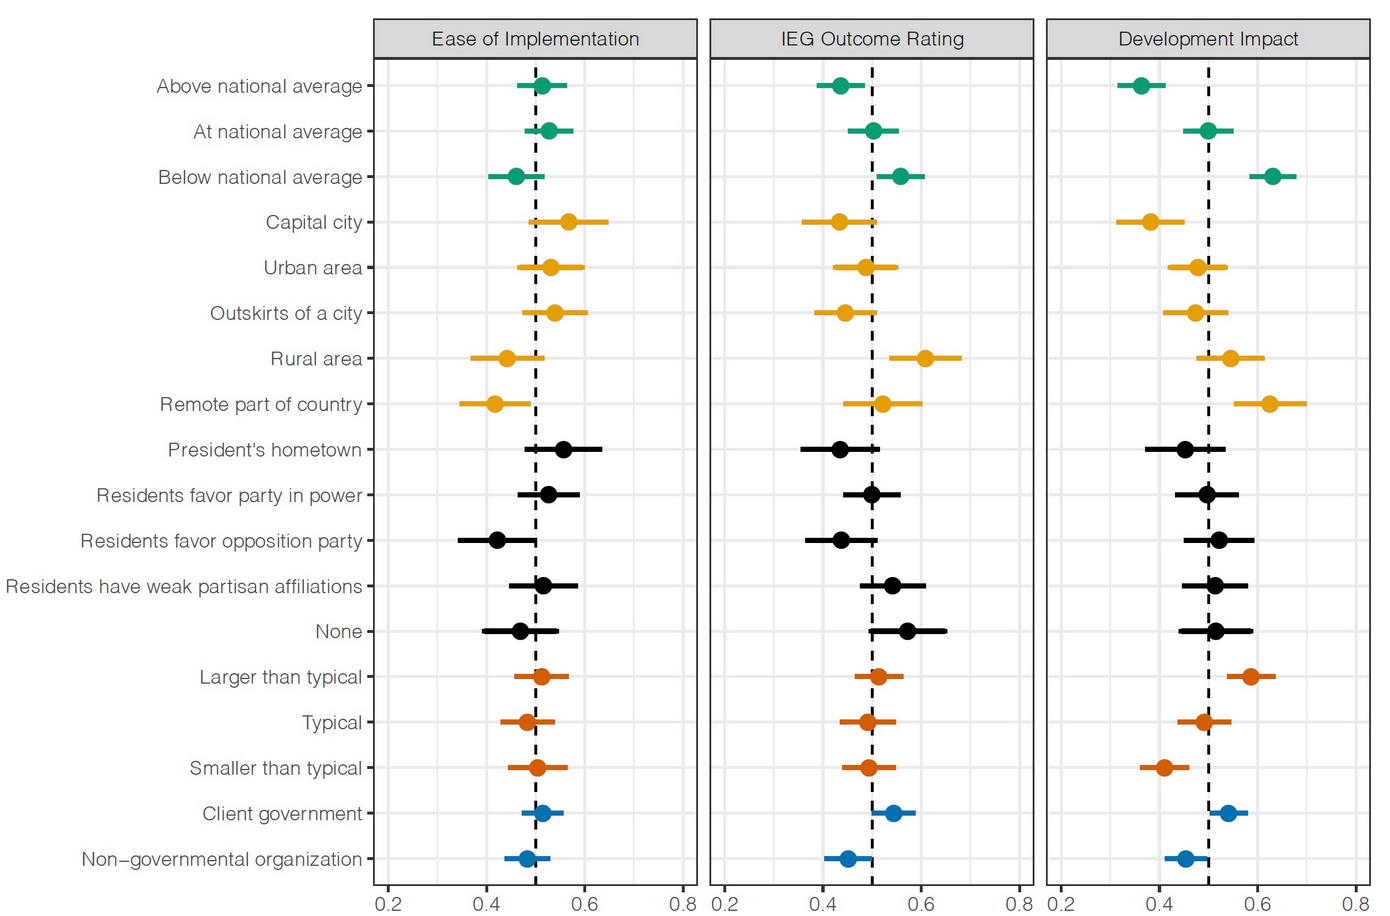 Ease of Implementation
IEG Outcome Rating
Development Impact
Above national average
At national average
Below national average
Capital city
Urban area
Outskirts of a city
Rural area
Remote part of country
President's hometown
Residents favor party in power
Residents favor opposition party
Residents have weak partisan affiliations
None
Larger than typical
Typical
Smaller than typical
Client government
Non−governmental organization
0.2 0.4 0.6 0.8
0.2 0.4 0.6 0.8
0.2 0.4 0.6 0.8